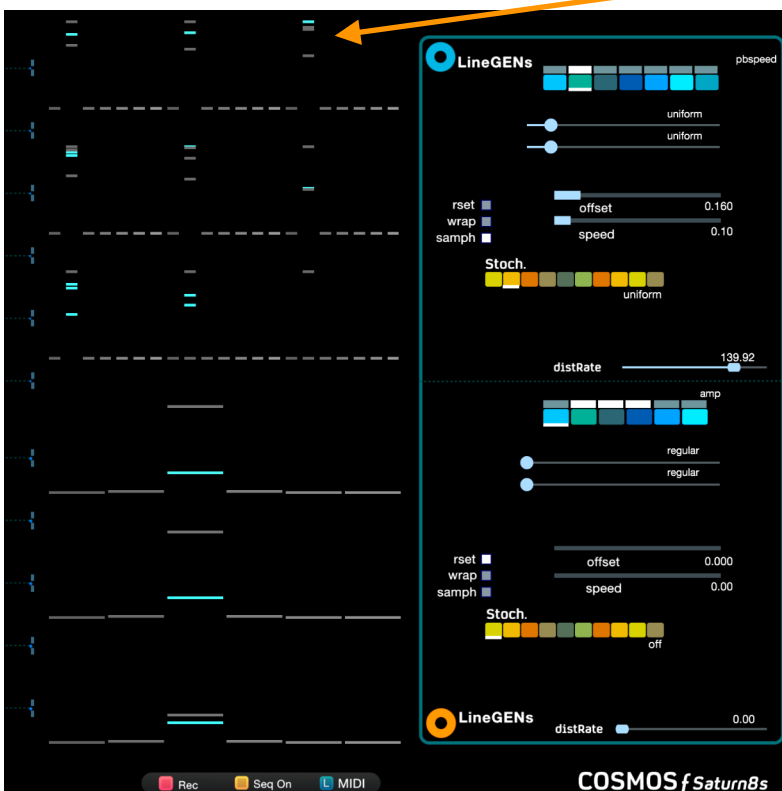 LineGENs
pbspeed
uniform
uniform
rset
offset 0.160
wrap
speed 0.10
samph
Stoch.
uniform
distRate 139.92
amp
regular
regular
rset
offset 0.000
wrap
speed 0.00
samph
Stoch.
off
LineGENs
distRate 0.00
Rec Seq On L MIDI
COSMOSf Saturn8s